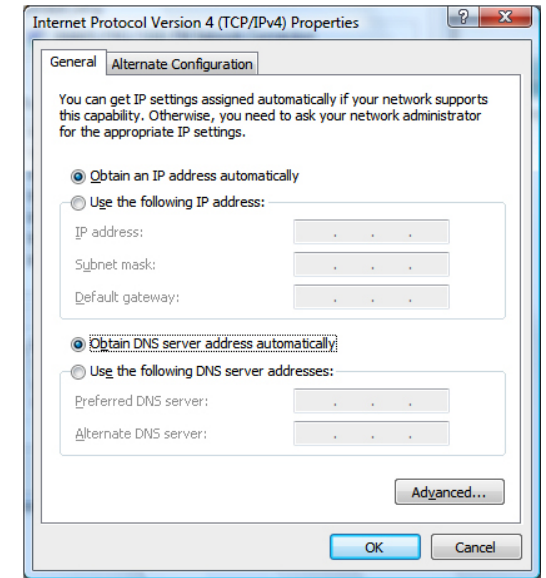 Internet Protocol Version 4 (TCP/IPv4) Properties
? X
General Alternate Configuration
You can get IP settings assigned automatically if your network supports
this capability. Otherwise, you need to ask your network administrator
for the appropriate IP settings.
Obtain an IP address automatically
Use the following IP address:
IP address: . . .
Subnet mask: . . .
Default gateway: . . .
Obtain DNS server address automatically
Use the following DNS server addresses:
Preferred DNS server: . . .
Alternate DNS server: . . .
Advanced...
OK Cancel